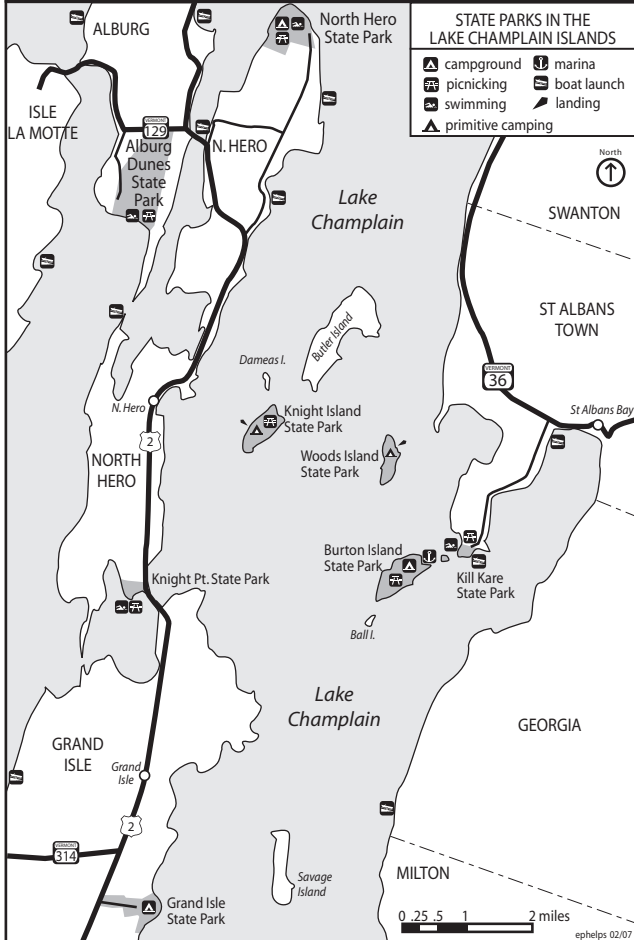 STATE PARKS IN THE
LAKE CHAMPLAIN ISLANDS
campground
marina
picnicking
boat launch
swimming
landing
primitive camping
North
ALBURG
North Hero
State Park
ISLE
LA MOTTE
VERMONT
129
Alburg
Dunes
State
Park
N. HERO
Lake
Champlain
SWANTON
ST ALBANS
TOWN
VERMONT
36
St Albans Bay
Butler Island
Dameas I.
N. Hero
2
Knight Island
State Park
Woods Island
State Park
NORTH
HERO
Burton Island
State Park
Kill Kare
State Park
Knight Pt. State Park
Ball I.
Lake
Champlain
GEORGIA
GRAND
ISLE
Grand
Isle
2
VERMONT
314
Savage
Island
MILTON
Grand Isle
State Park
0 .25 .5 1 2 miles
ephelps 02/07